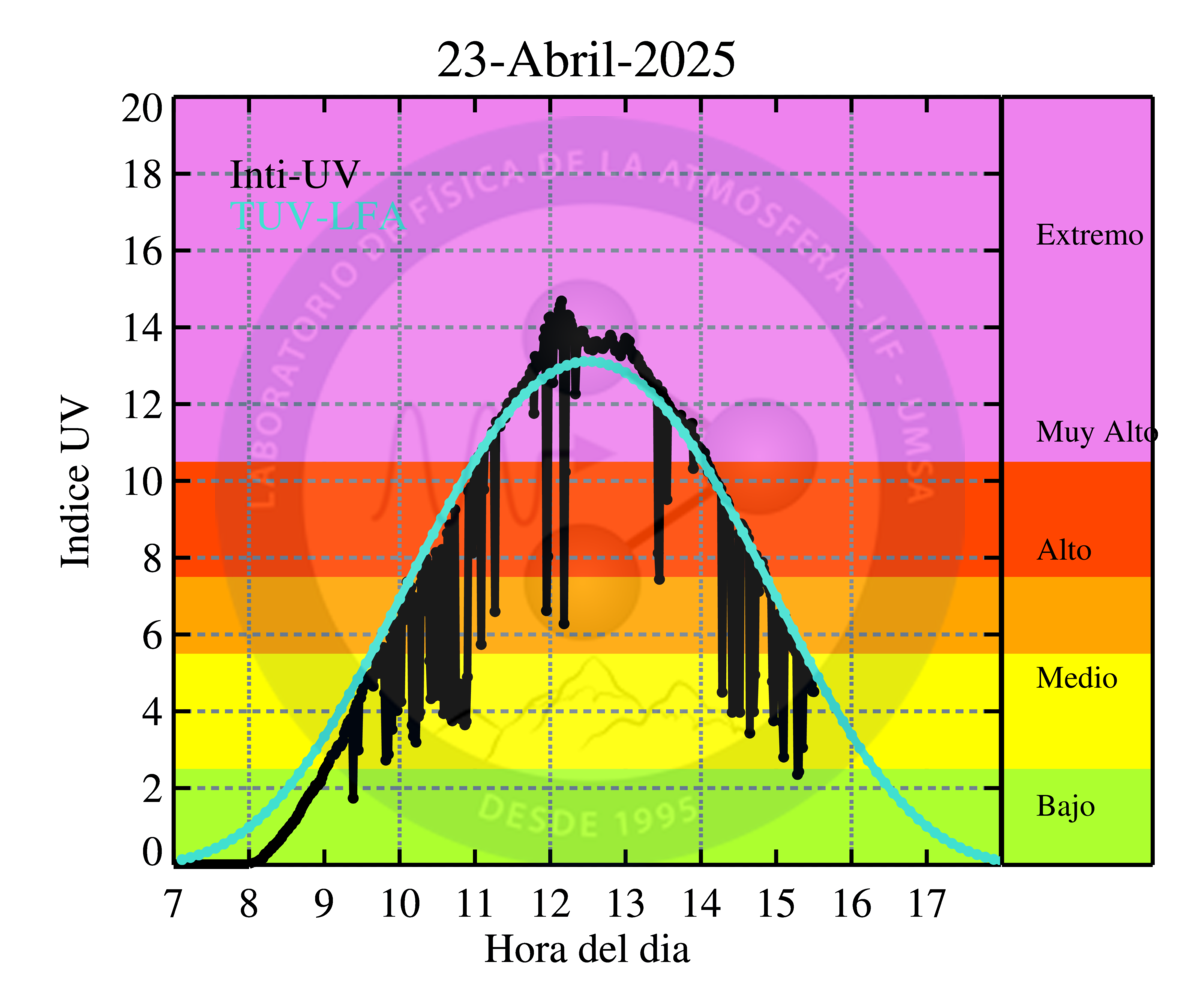 23-Abril-2025
20
18
16
14
12
10
8
6
4
2
0
Indice UV
Inti-UV
TUV-LFA
LABORATORIO DE FÍSICA DE LA ATMÓSFERA - IIF - UMSA
DESDE 1995
Extremo
Muy Alto
Alto
Medio
Bajo
7 8 9 10 11 12 13 14 15 16 17
Hora del dia